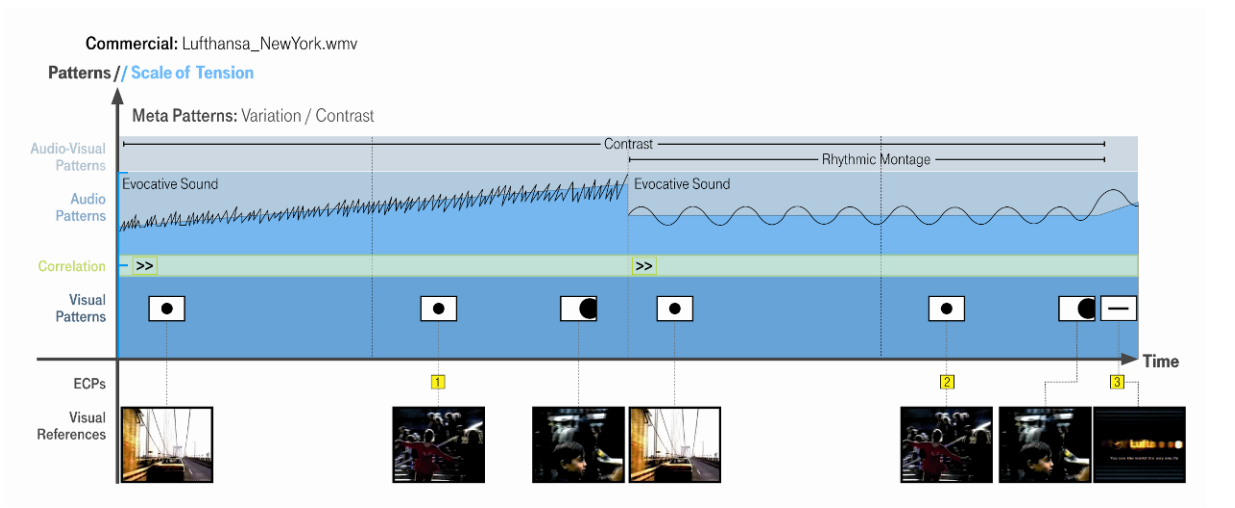 Commercial: Lufthansa_NewYork.wmv
Patterns // Scale of Tension
Meta Patterns: Variation / Contrast
Audio-Visual
Patterns
Contrast
Rhythmic Montage
Audio
Patterns
Evocative Sound
Evocative Sound
Correlation
>>
>>
Visual
Patterns
Time
ECPs
1
2
3
Visual
References